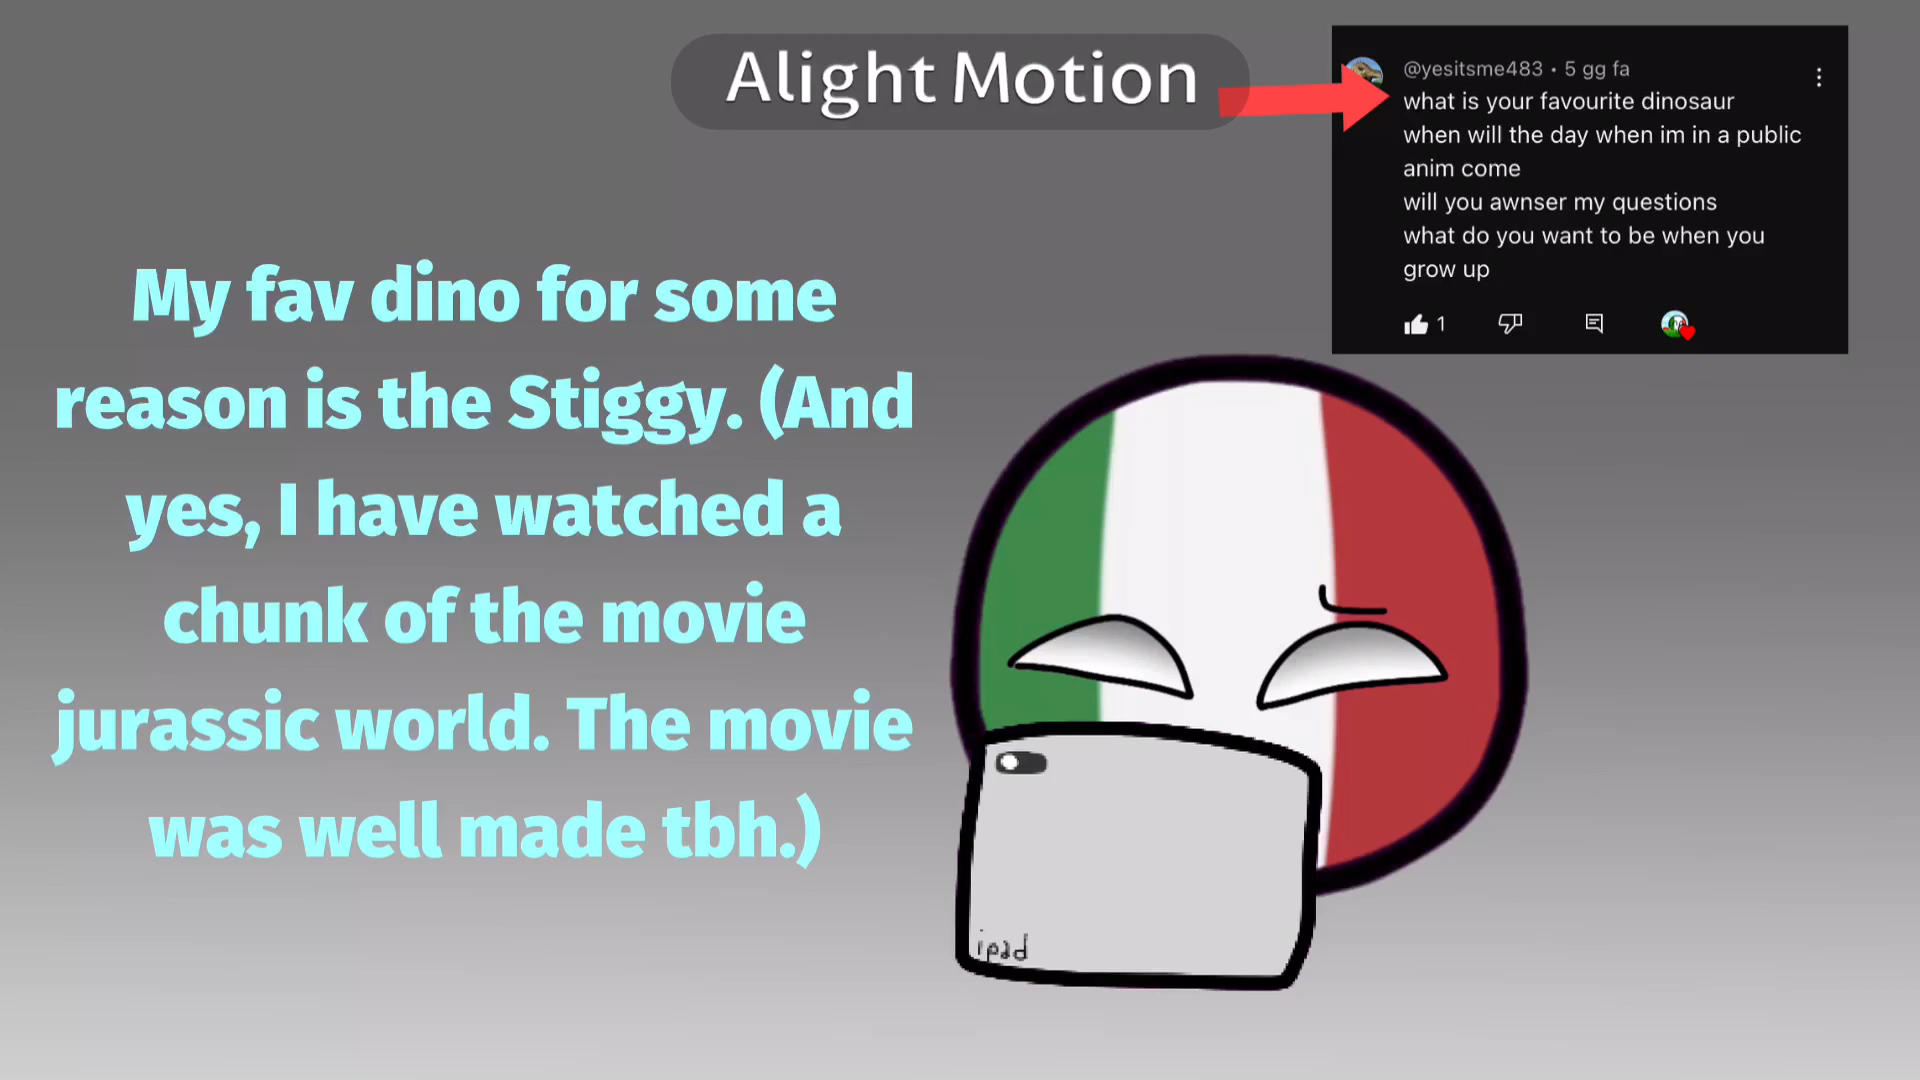 Alight Motion
@yesitsme483 • 5 gg fa
what is your favourite dinosaur
when will the day when im in a public
anim come
will you awnser my questions
what do you want to be when you
grow up
1
My fav dino for some
reason is the Stiggy. (And
yes, I have watched a
chunk of the movie
jurassic world. The movie
was well made tbh.)
ipad